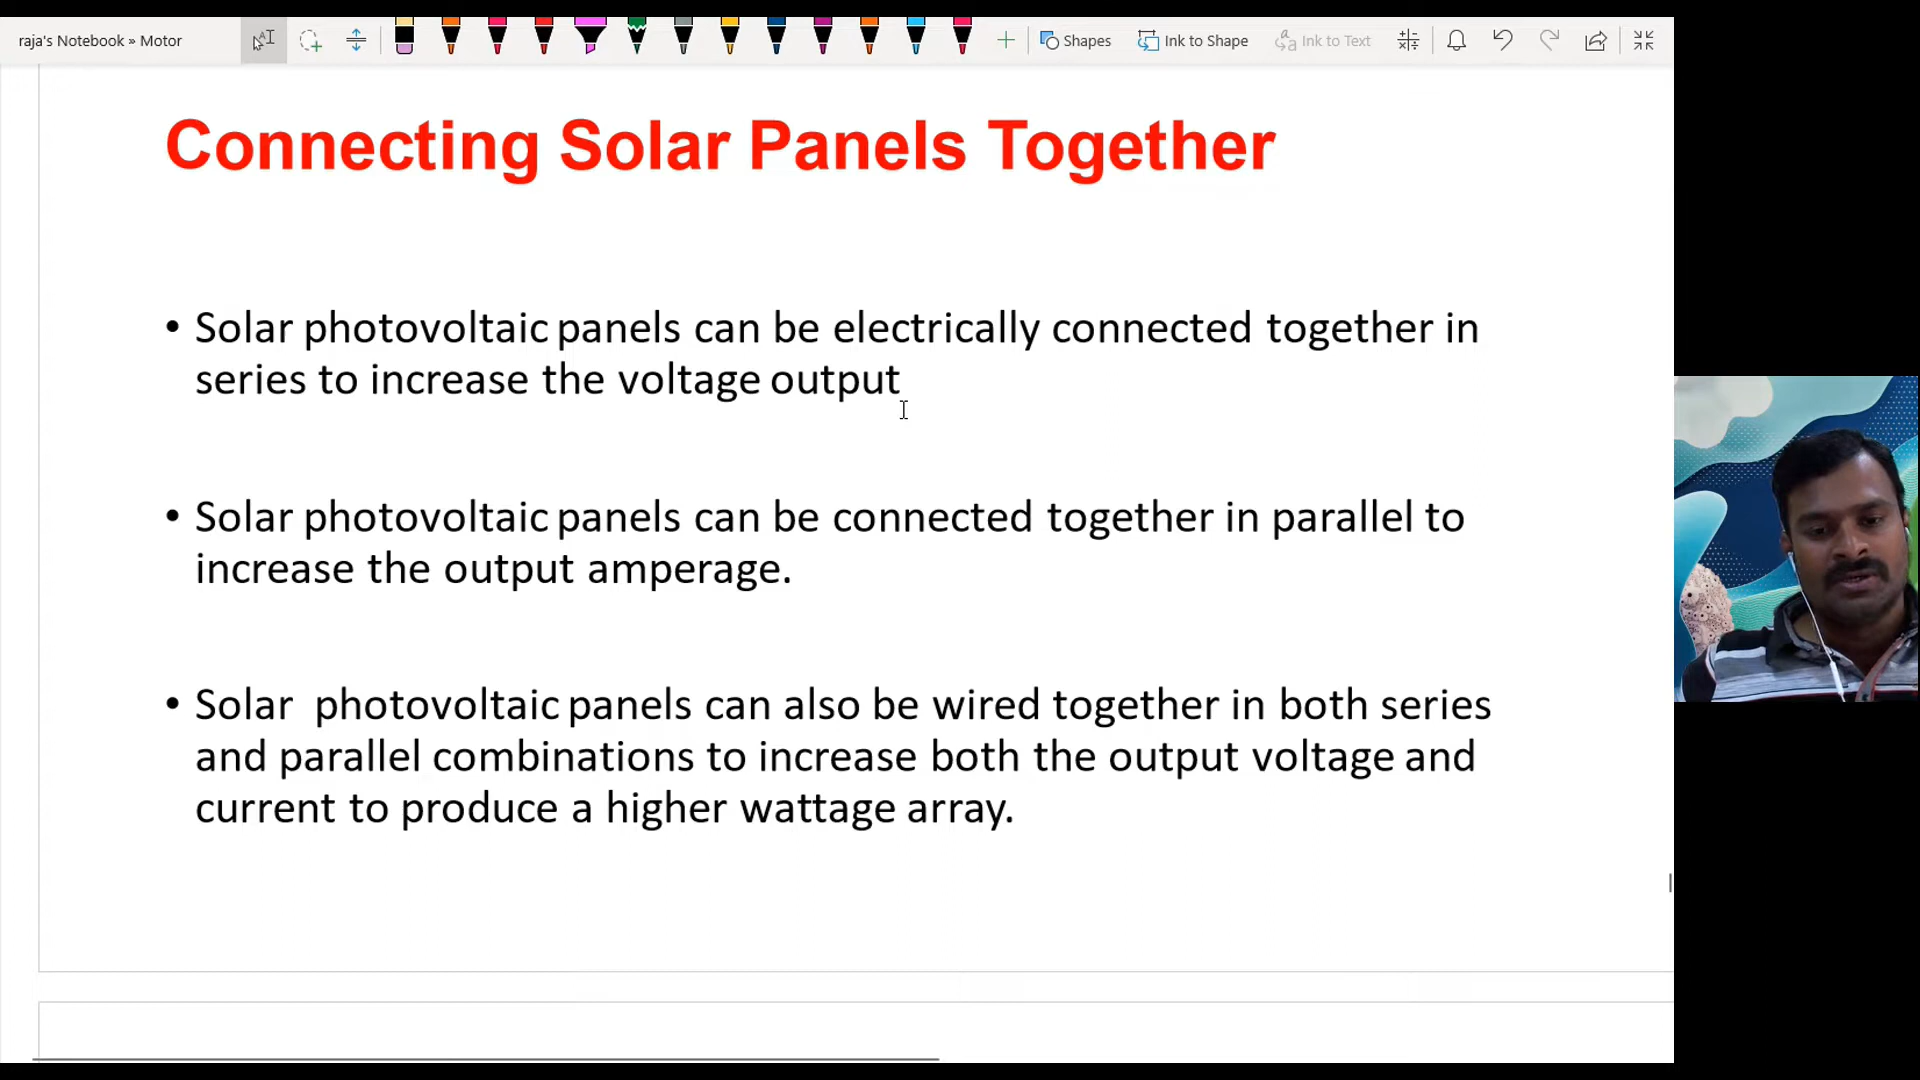 raja's Notebook » Motor
Shapes
Ink to Shape
Ink to Text
Connecting Solar Panels Together
• Solar photovoltaic panels can be electrically connected together in
series to increase the voltage output
• Solar photovoltaic panels can be connected together in parallel to
increase the output amperage.
• Solar photovoltaic panels can also be wired together in both series
and parallel combinations to increase both the output voltage and
current to produce a higher wattage array.